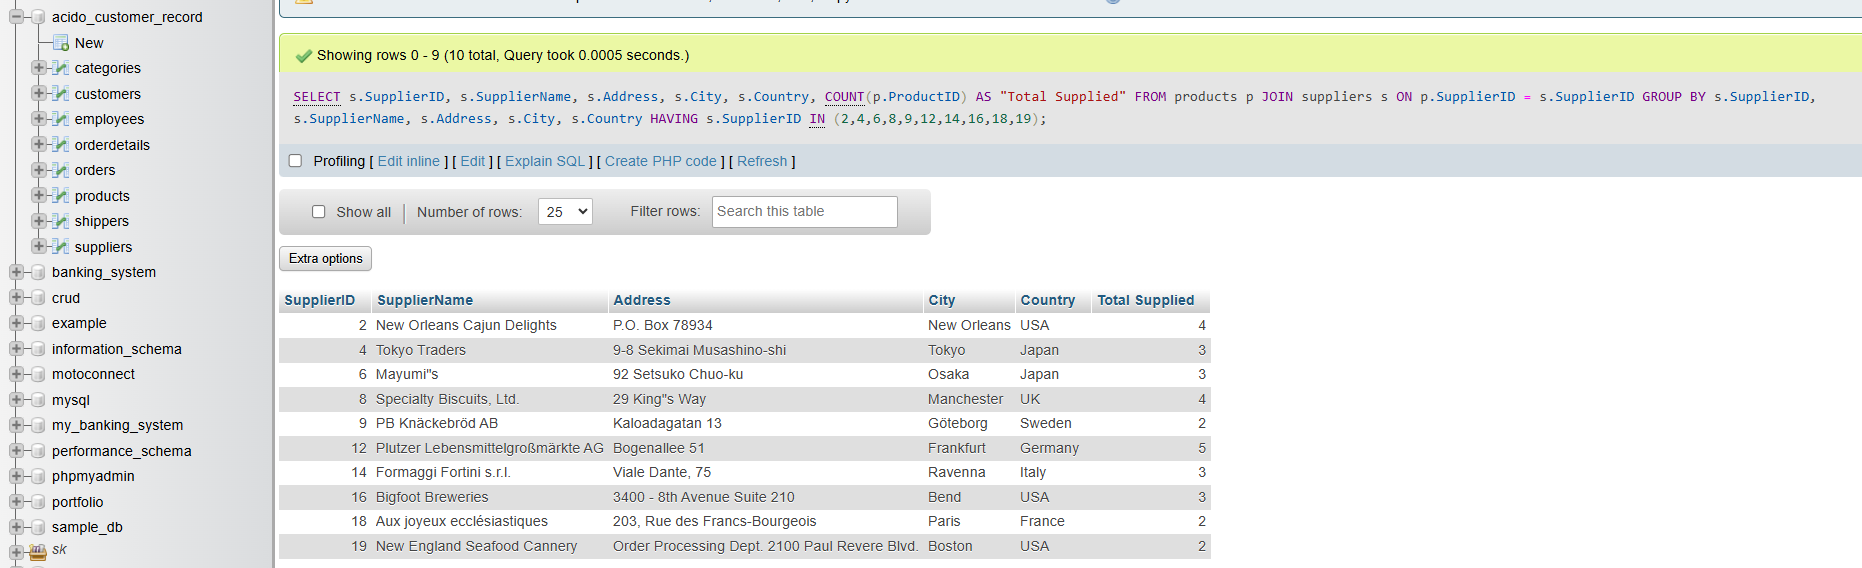 acido_customer_record
New
categories
customers
employees
orderdetails
orders
products
shippers
suppliers
banking_system
crud
example
information_schema
motoconnect
mysql
my_banking_system
performance_schema
phpmyadmin
portfolio
sample_db
sk
Showing rows 0 - 9 (10 total, Query took 0.0005 seconds.)
SELECT s.SupplierID, s.SupplierName, s.Address, s.City, s.Country, COUNT(p.ProductID) AS "Total Supplied" FROM products p JOIN suppliers s ON p.SupplierID = s.SupplierID GROUP BY s.SupplierID,
s.SupplierName, s.Address, s.City, s.Country HAVING s.SupplierID IN (2,4,6,8,9,12,14,16,18,19);
Profiling [ Edit inline ] [ Edit ] [ Explain SQL ] [ Create PHP code ] [ Refresh ]
Show all Number of rows: 25 Filter rows: Search this table
Extra options
SupplierID SupplierName Address City Country Total Supplied
2 New Orleans Cajun Delights P.O. Box 78934 New Orleans USA 4
4 Tokyo Traders 9-8 Sekimai Musashino-shi Tokyo Japan 3
6 Mayumi"s 92 Setsuko Chuo-ku Osaka Japan 3
8 Specialty Biscuits, Ltd. 29 King"s Way Manchester UK 4
9 PB Knäckebröd AB Kaloadagatan 13 Göteborg Sweden 2
12 Plutzer Lebensmittelgroßmärkte AG Bogenallee 51 Frankfurt Germany 5
14 Formaggi Fortini s.r.l. Viale Dante, 75 Ravenna Italy 3
16 Bigfoot Breweries 3400 - 8th Avenue Suite 210 Bend USA 3
18 Aux joyeux ecclésiastiques 203, Rue des Francs-Bourgeois Paris France 2
19 New England Seafood Cannery Order Processing Dept. 2100 Paul Revere Blvd. Boston USA 2